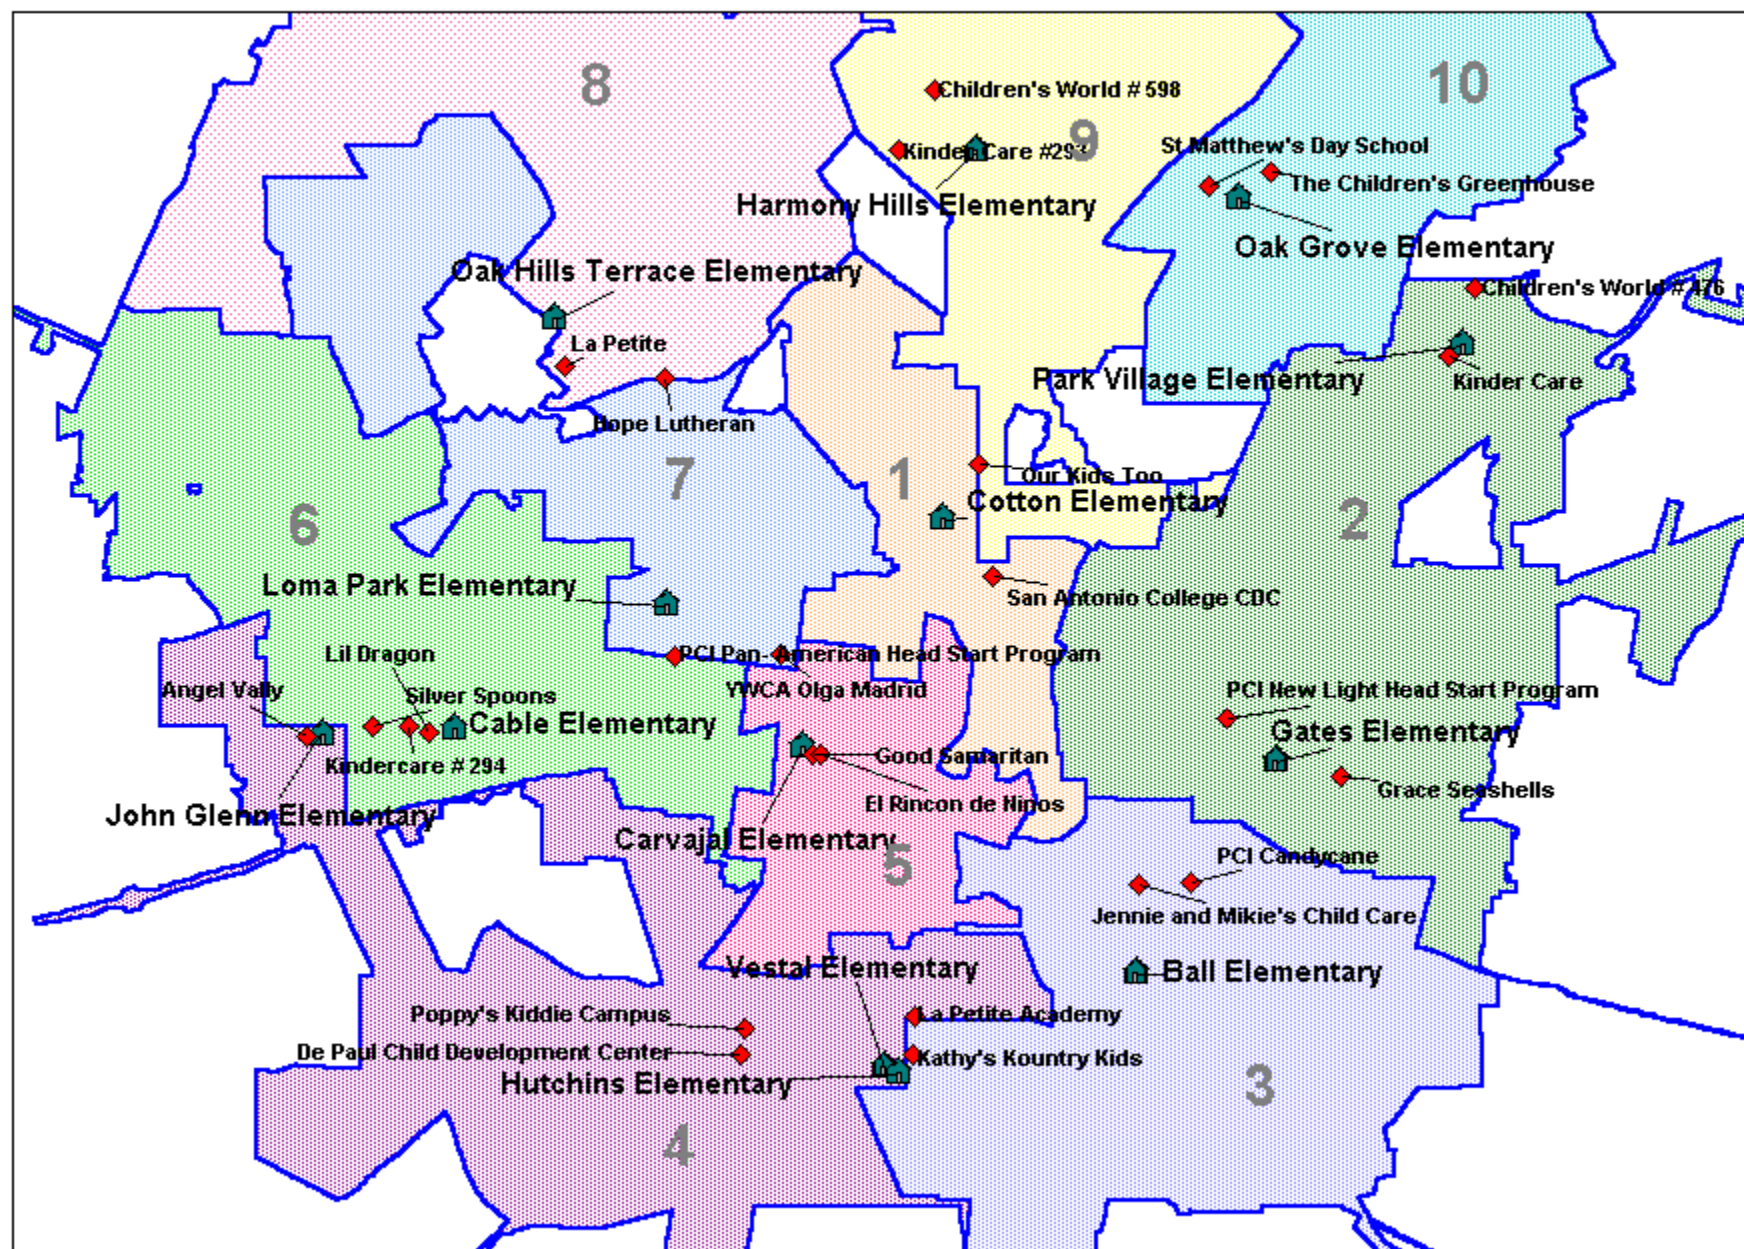 8
10
Children's World # 598
9
St Matthew's Day School
Kinder Care #293
The Children's Greenhouse
Harmony Hills Elementary
Oak Grove Elementary
Oak Hills Terrace Elementary
Children's World # 476
La Petite
Park Village Elementary
Kinder Care
Hope Lutheran
7
1
Our Kids Too
Cotton Elementary
6
2
Loma Park Elementary
San Antonio College CDC
Lil Dragon
PCI Pan- American Head Start Program
Angel Vally
Silver Spoons
YWCA Olga Madrid
PCI New Light Head Start Program
Cable Elementary
Gates Elementary
Kindercare # 294
Good Samaritan
Grace Seashells
El Rincon de Ninos
John Glenn Elementary
Carvajal Elementary
5
PCI Candycane
Jennie and Mikie's Child Care
Vestal Elementary
Ball Elementary
Poppy's Kiddie Campus
La Petite Academy
De Paul Child Development Center
Kathy's Kountry Kids
Hutchins Elementary
3
4